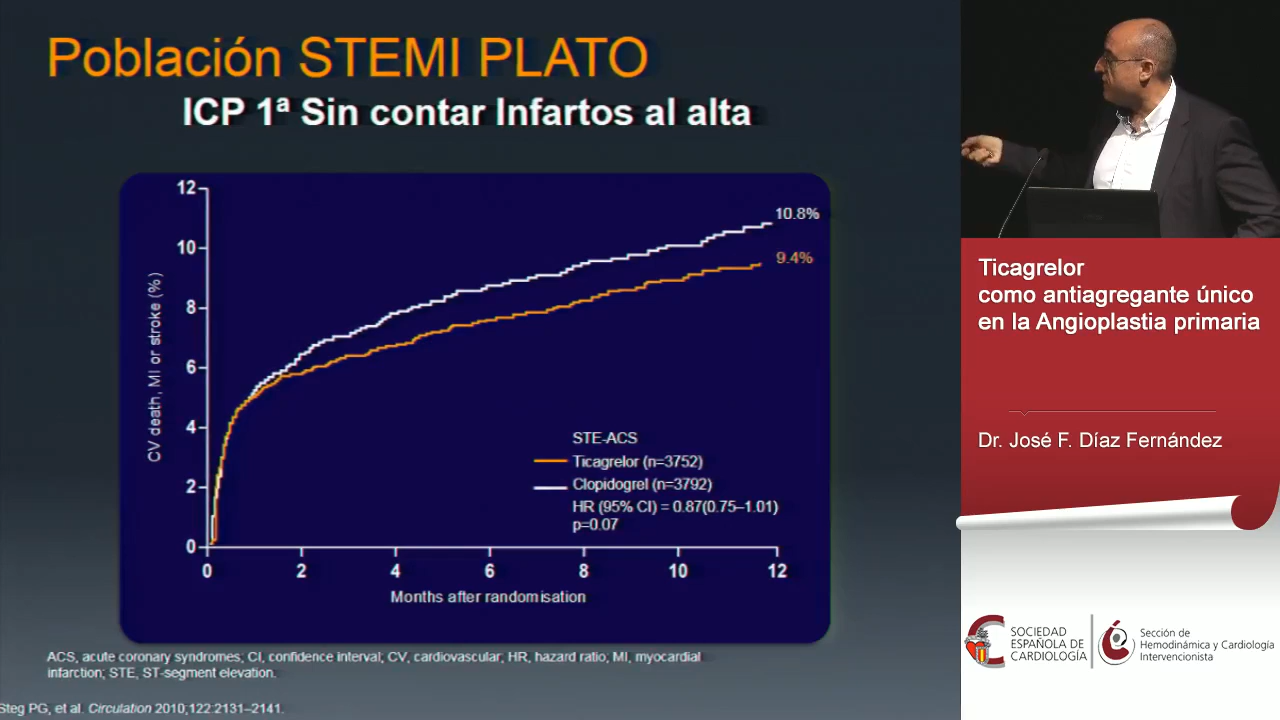 Población STEMI PLATO
ICP 1ª Sin contar Infartos al alta
12
10
8
6
4
2
0
CV death, MI or stroke (%)
10.8%
9.4%
STE-ACS
Ticagrelor (n=3752)
Clopidogrel (n=3792)
HR (95% CI) = 0.87(0.75–1.01)
p=0.07
0 2 4 6 8 10 12
Months after randomisation
ACS, acute coronary syndromes; CI, confidence interval; CV, cardiovascular; HR, hazard ratio; MI, myocardial
infarction; STE, ST-segment elevation.
Steg PG, et al. Circulation 2010;122:2131–2141.
Ticagrelor
como antiagregante único
en la Angioplastia primaria
Dr. José F. Díaz Fernández
SOCIEDAD
ESPAÑOLA DE
CARDIOLOGÍA
Sección de
Hemodinámica y Cardiología
Intervencionista